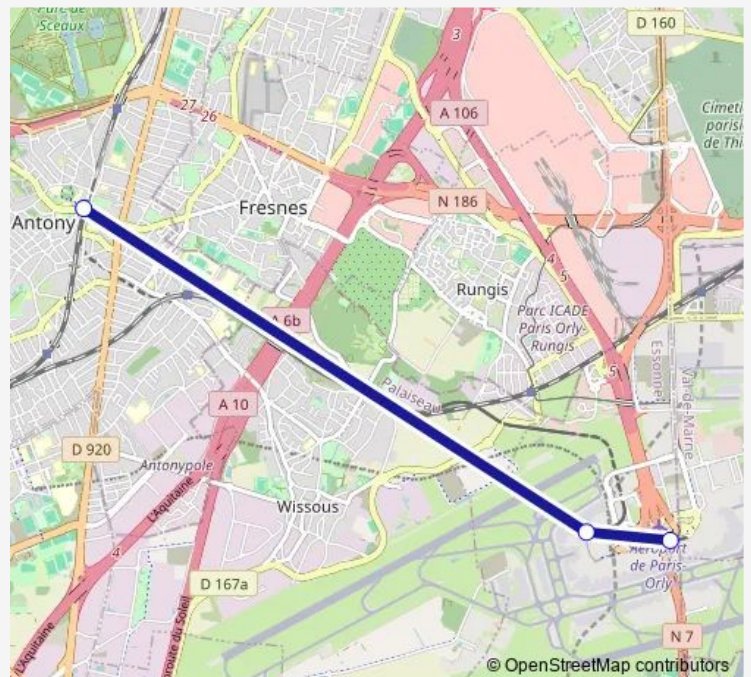 Parc de
Sceaux
3
D 160
27
26
A 106
Cimeti
parisi
de Thi
N 186
Antony
Fresnes
4
5
Rungis
A 6b
Parc ICADE
Paris Orly-
Rungis
Essonne
Val-de-Marne
5
Palaiseau
A 10
D 920
Antonypole
L'Aquitaine
Wissous
4
Aéroport
de Paris-
Orly
D 167a
L'Aquitaine
route du Soleil
N 7
© OpenStreetMap contributors